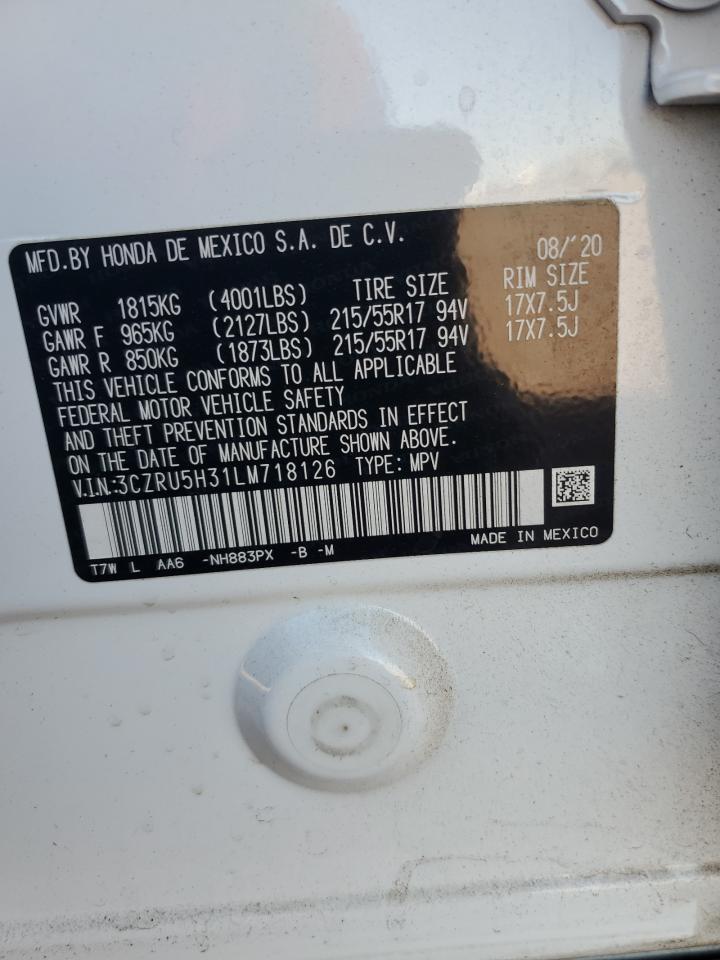 MFD.BY HONDA DE MEXICO S.A. DE C.V. 08/'20
TIRE SIZE RIM SIZE
GVWR 1815KG (4001LBS)
GAWR F 965KG (2127LBS) 215/55R17 94V 17X7.5J
GAWR R 850KG (1873LBS) 215/55R17 94V 17X7.5J
THIS VEHICLE CONFORMS TO ALL APPLICABLE
FEDERAL MOTOR VEHICLE SAFETY
AND THEFT PREVENTION STANDARDS IN EFFECT
ON THE DATE OF MANUFACTURE SHOWN ABOVE.
V.I.N:3CZRU5H31LM718126 TYPE: MPV
T7W L AA6 -NH883PX -B -M MADE IN MEXICO